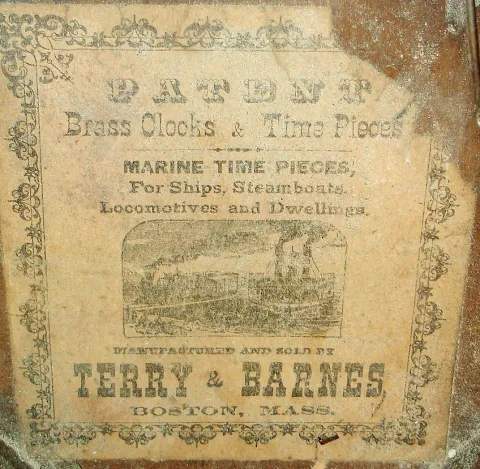 PATENT
Brass Clocks & Time Pieces
MARINE TIME PIECES,
For Ships, Steamboats,
Locomotives and Dwellings.
MANUFACTURED AND SOLD BY
TERRY & BARNES
BOSTON, MASS.